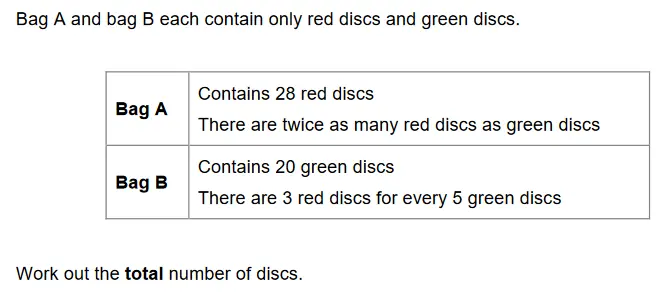 Bag A and bag B each contain only red discs and green discs.
Bag A
Contains 28 red discs
There are twice as many red discs as green discs
Bag B
Contains 20 green discs
There are 3 red discs for every 5 green discs
Work out the total number of discs.